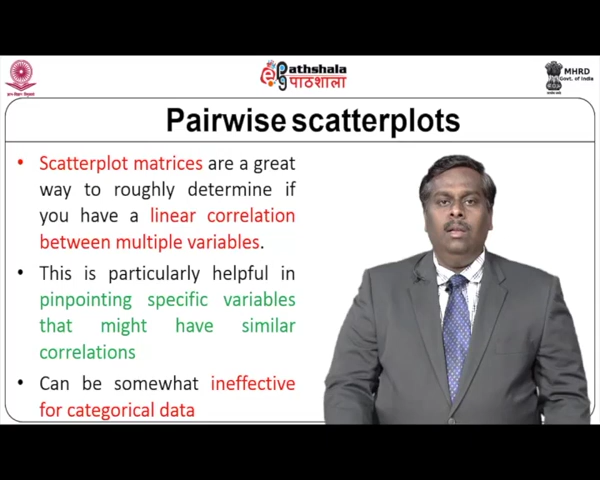 Pathshala
पाठशाला
MHRD
Govt. of India
Pairwise scatterplots
• Scatterplot matrices are a great
way to roughly determine if
you have a linear correlation
between multiple variables.
• This is particularly helpful in
pinpointing specific variables
that might have similar
correlations
• Can be somewhat ineffective
for categorical data